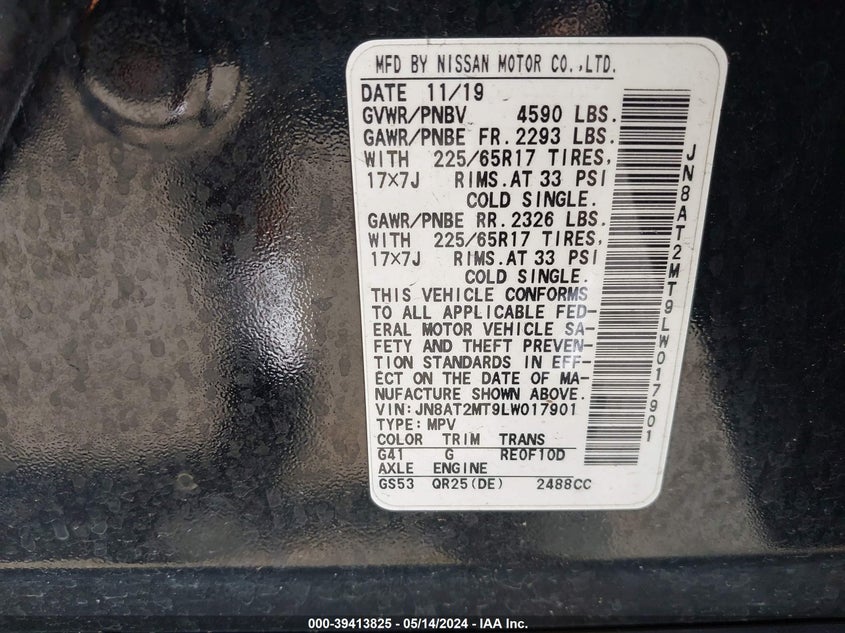 MFD BY NISSAN MOTOR CO.,LTD.
DATE 11/19
GVWR/PNBV 4590 LBS.
GAWR/PNBE FR. 2293 LBS.
WITH 225/65R17 TIRES,
17×7J RIMS. AT 33 PSI
COLD SINGLE.
GAWR/PNBE RR. 2326 LBS.
WITH 225/65R17 TIRES,
17×7J RIMS. AT 33 PSI
COLD SINGLE.
THIS VEHICLE CONFORMS
TO ALL APPLICABLE FED-
ERAL MOTOR VEHICLE SA-
FETY AND THEFT PREVEN-
TION STANDARDS IN EFF-
ECT ON THE DATE OF MA-
NUFACTURE SHOWN ABOVE.
VIN: JN8AT2MT9LW017901
TYPE: MPV
COLOR TRIM TRANS
G41 G RE0F10D
AXLE ENGINE
GS53 QR25(DE) 2488CC
JN8AT2MT9LW017901
000-39413825 - 05/14/2024 - IAA Inc.